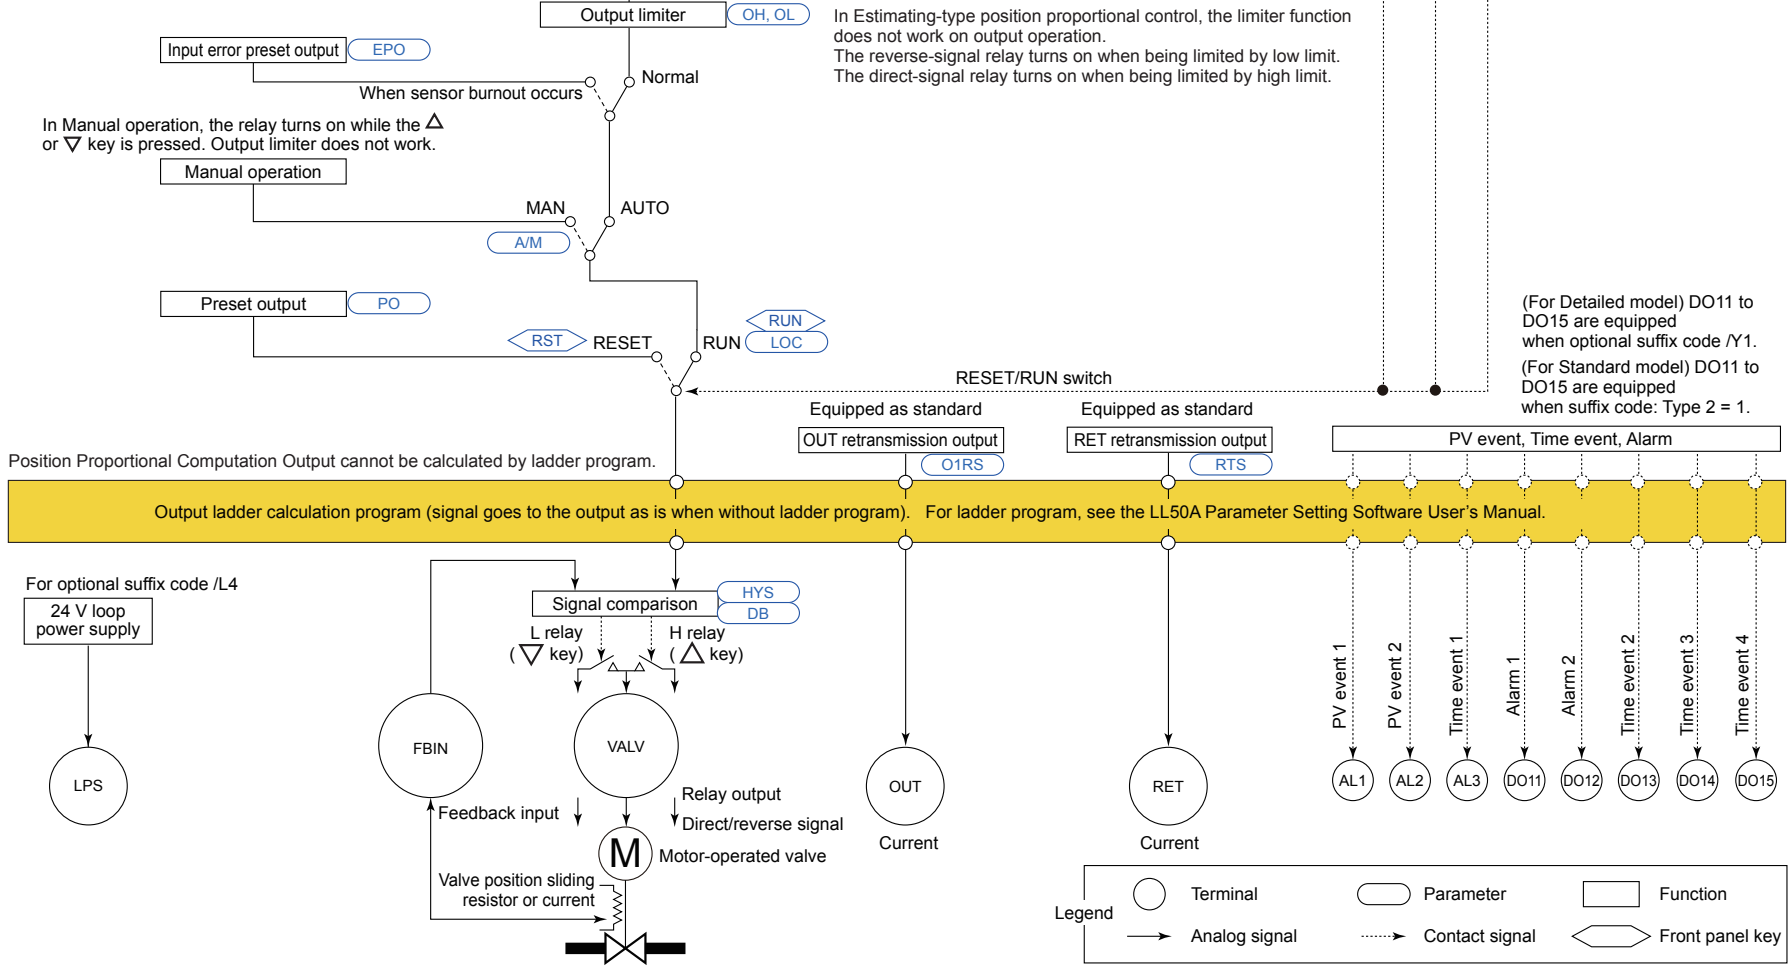 Output limiter
OH, OL
In Estimating-type position proportional control, the limiter function
does not work on output operation.
The reverse-signal relay turns on when being limited by low limit.
The direct-signal relay turns on when being limited by high limit.
Input error preset output
EPO
Normal
When sensor burnout occurs
In Manual operation, the relay turns on while the △
or ▽ key is pressed. Output limiter does not work.
Manual operation
MAN
AUTO
A/M
Preset output
PO
RST
RESET
RUN
RUN
LOC
(For Detailed model) DO11 to
DO15 are equipped
when optional suffix code /Y1.
(For Standard model) DO11 to
DO15 are equipped
when suffix code: Type 2 = 1.
RESET/RUN switch
Equipped as standard
OUT retransmission output
O1RS
Equipped as standard
RET retransmission output
RTS
PV event, Time event, Alarm
Position Proportional Computation Output cannot be calculated by ladder program.
Output ladder calculation program (signal goes to the output as is when without ladder program). For ladder program, see the LL50A Parameter Setting Software User's Manual.
For optional suffix code /L4
24 V loop
power supply
LPS
Signal comparison
HYS
DB
L relay
(▽ key)
H relay
(△ key)
FBIN
VALV
OUT
Current
RET
Current
PV event 1
PV event 2
Time event 1
Alarm 1
Alarm 2
Time event 2
Time event 3
Time event 4
AL1
AL2
AL3
DO11
DO12
DO13
DO14
DO15
Feedback input
Relay output
Direct/reverse signal
M
Motor-operated valve
Valve position sliding
resistor or current
Legend
Terminal
Parameter
Function
Analog signal
Contact signal
Front panel key